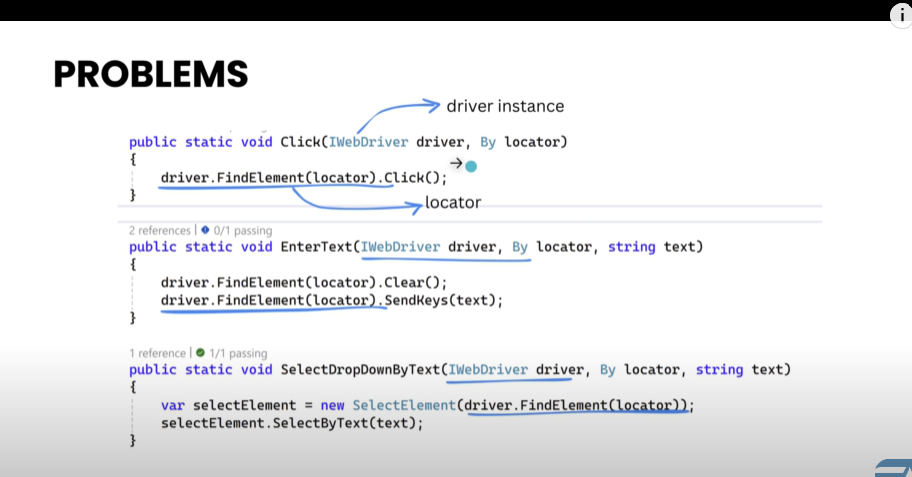 i
PROBLEMS
driver instance
public static void Click(IWebDriver driver, By locator)
{
driver.FindElement(locator).Click();
}
locator
2 references | 0/1 passing
public static void EnterText(IWebDriver driver, By locator, string text)
{
driver.FindElement(locator).Clear();
driver.FindElement(locator).SendKeys(text);
}
1 reference | 1/1 passing
public static void SelectDropDownByText(IWebDriver driver, By locator, string text)
{
var selectElement = new SelectElement(driver.FindElement(locator));
selectElement.SelectByText(text);
}